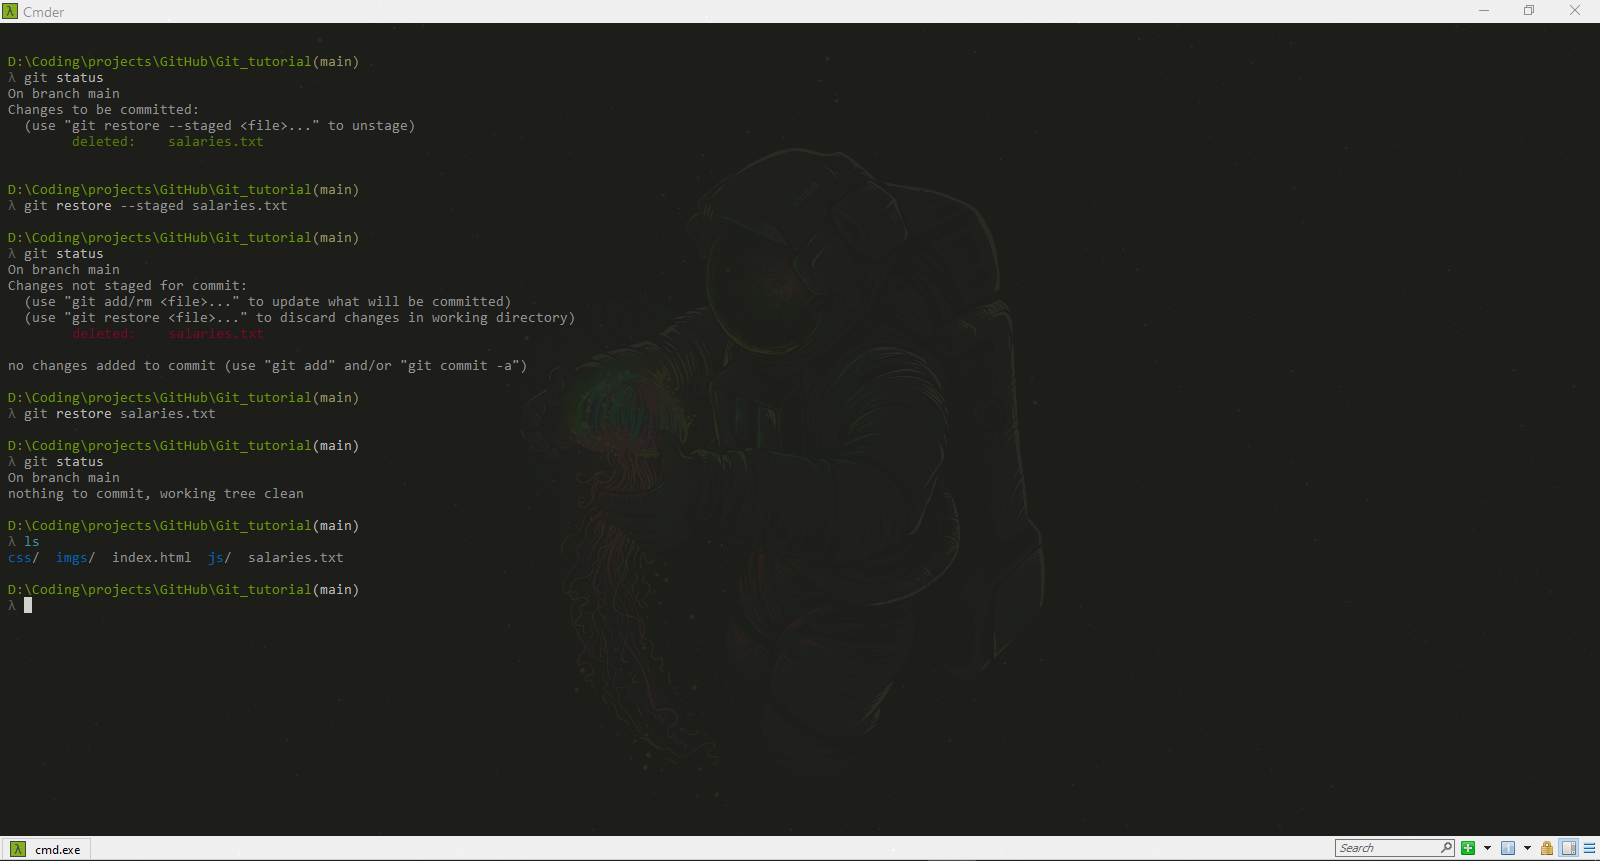 Cmder
D:\Coding\projects\GitHub\Git_tutorial(main)
λ git status
On branch main
Changes to be committed:
  (use "git restore --staged <file>..." to unstage)
        deleted:    salaries.txt
D:\Coding\projects\GitHub\Git_tutorial(main)
λ git restore --staged salaries.txt
D:\Coding\projects\GitHub\Git_tutorial(main)
λ git status
On branch main
Changes not staged for commit:
  (use "git add/rm <file>..." to update what will be committed)
  (use "git restore <file>..." to discard changes in working directory)
        deleted:    salaries.txt
no changes added to commit (use "git add" and/or "git commit -a")
D:\Coding\projects\GitHub\Git_tutorial(main)
λ git restore salaries.txt
D:\Coding\projects\GitHub\Git_tutorial(main)
λ git status
On branch main
nothing to commit, working tree clean
D:\Coding\projects\GitHub\Git_tutorial(main)
λ ls
css/  imgs/  index.html  js/  salaries.txt
D:\Coding\projects\GitHub\Git_tutorial(main)
λ
λ cmd.exe
Search